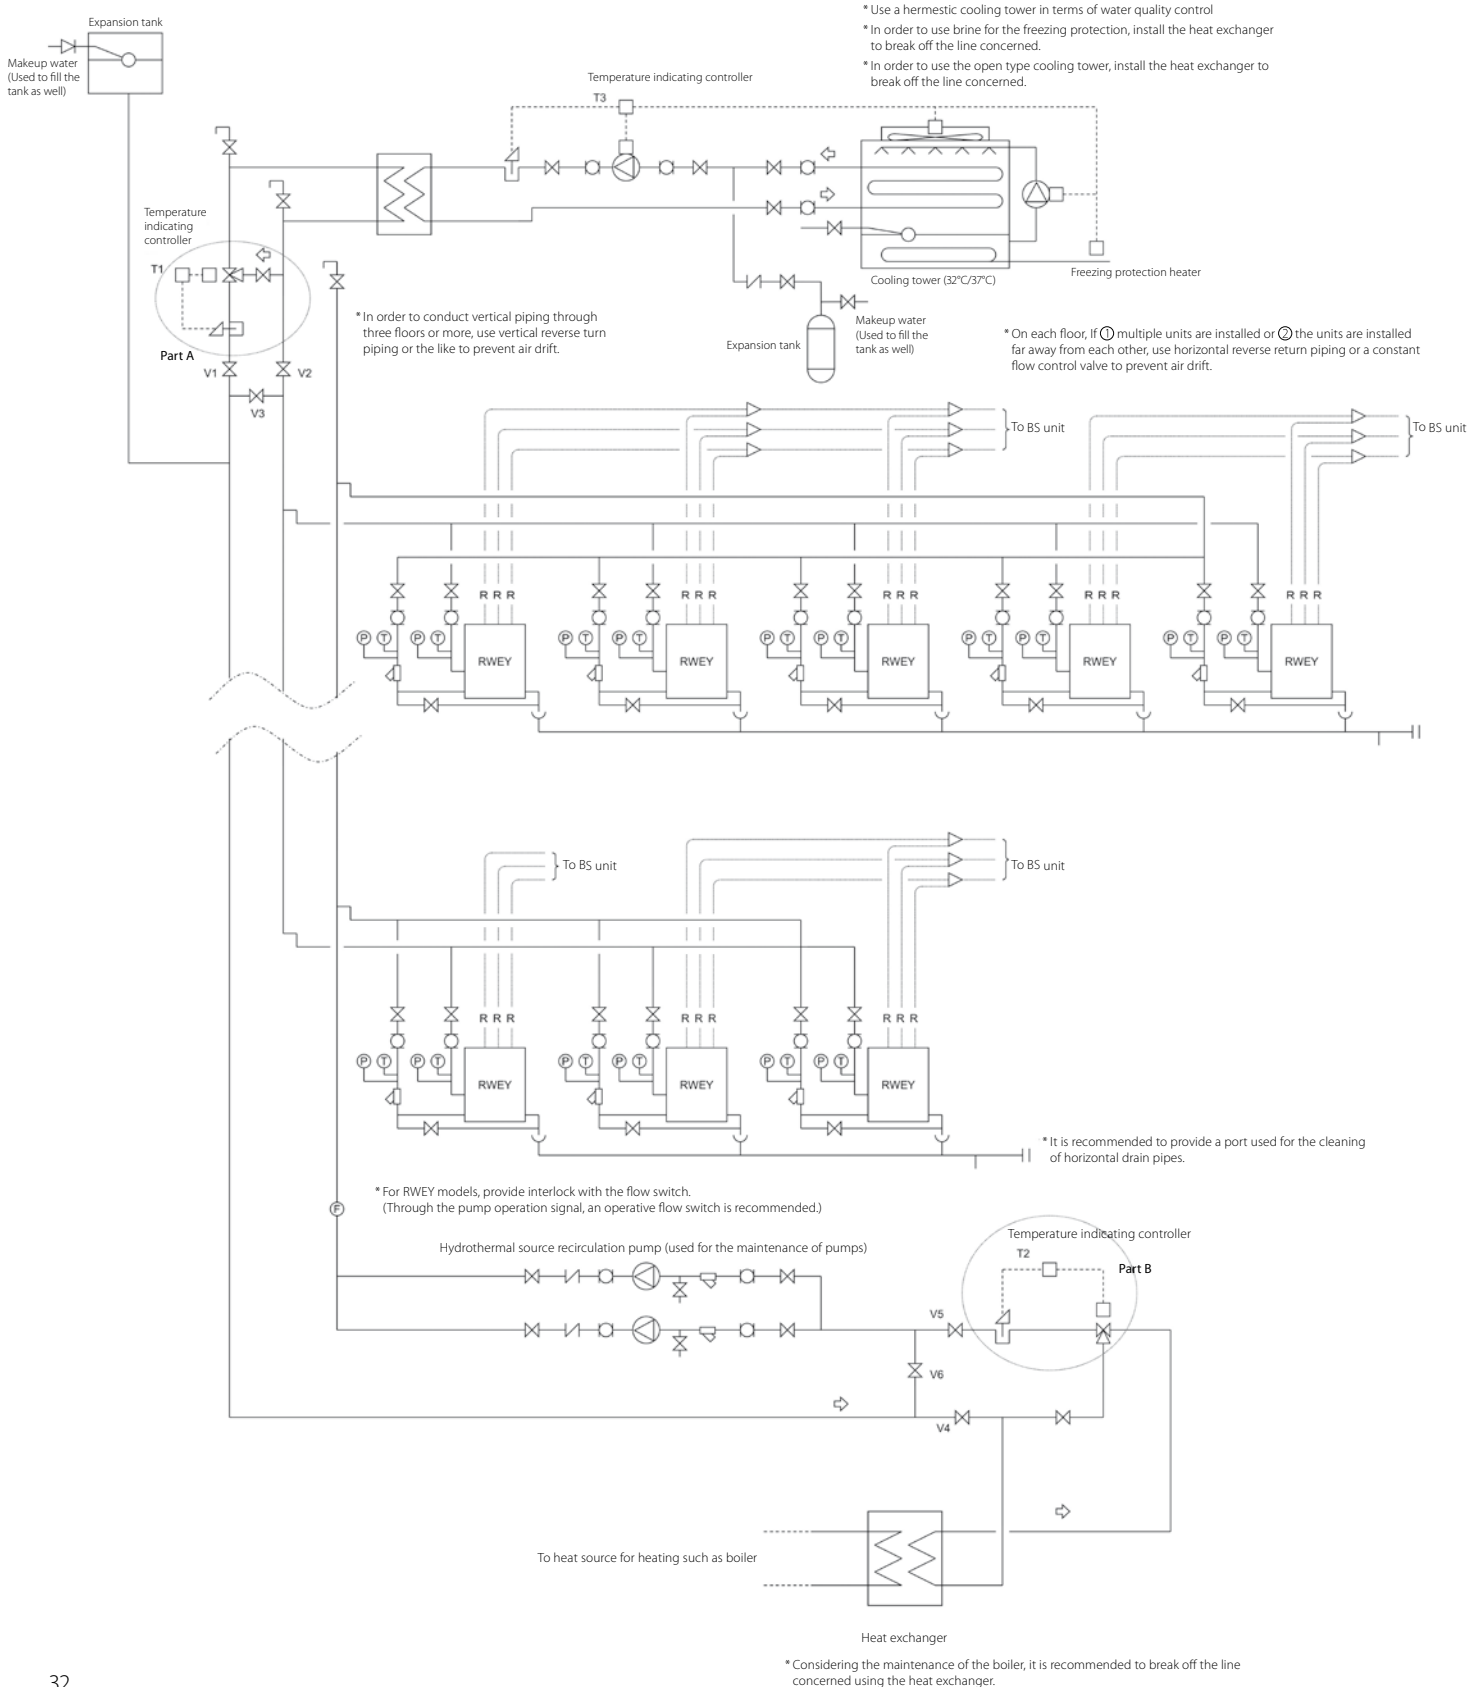 * Use a hermestic cooling tower in terms of water quality control
* In order to use brine for the freezing protection, install the heat exchanger
to break off the line concerned.
* In order to use the open type cooling tower, install the heat exchanger to
break off the line concerned.
Expansion tank
Makeup water
(Used to fill the
tank as well)
Temperature indicating controller
T3
Temperature
indicating
controller
T1
Part A
V1
V2
V3
Cooling tower (32°C/37°C)
Freezing protection heater
* In order to conduct vertical piping through
three floors or more, use vertical reverse turn
piping or the like to prevent air drift.
Expansion tank
Makeup water
(Used to fill the
tank as well)
* On each floor, If ① multiple units are installed or ② the units are installed
far away from each other, use horizontal reverse return piping or a constant
flow control valve to prevent air drift.
To BS unit
To BS unit
R R R
R R R
R R R
R R R
R R R
P T P T
P T P T
P T P T
P T P T
P T P T
RWEY
RWEY
RWEY
RWEY
RWEY
To BS unit
To BS unit
R R R
R R R
R R R
P T P T
P T P T
P T P T
RWEY
RWEY
RWEY
* It is recommended to provide a port used for the cleaning
of horizontal drain pipes.
* For RWEY models, provide interlock with the flow switch.
(Through the pump operation signal, an operative flow switch is recommended.)
F
Hydrothermal source recirculation pump (used for the maintenance of pumps)
Temperature indicating controller
T2
Part B
V5
V6
V4
To heat source for heating such as boiler
Heat exchanger
* Considering the maintenance of the boiler, it is recommended to break off the line
concerned using the heat exchanger.
32